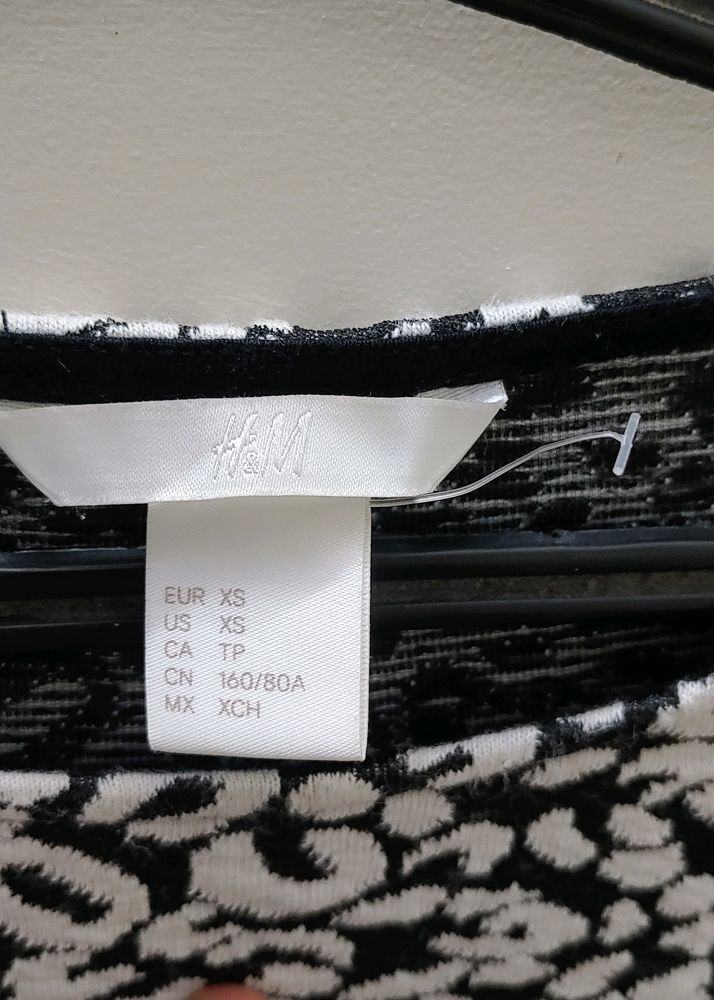 H&M
EUR XS
US XS
CA TP
CN 160/80A
MX XCH